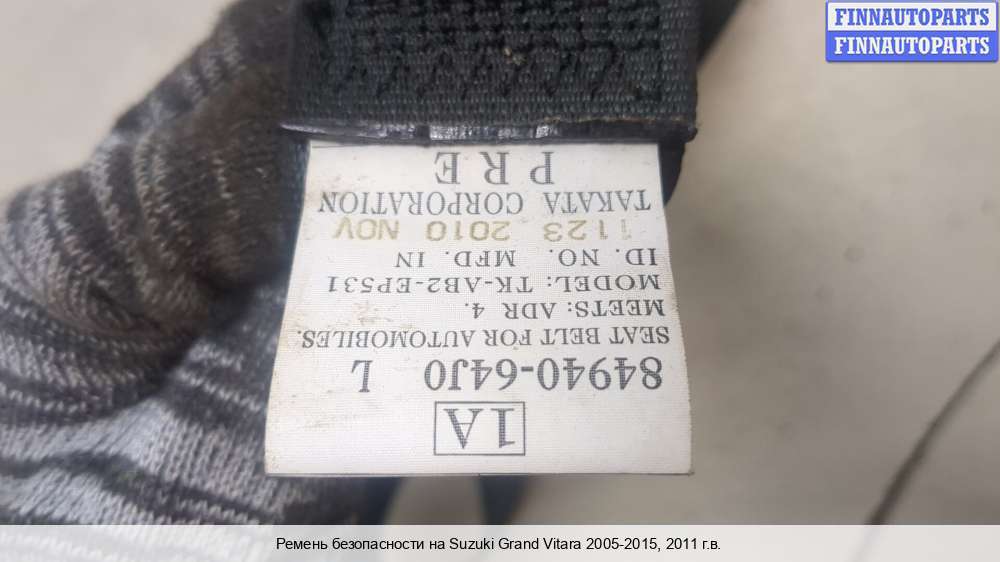 FINNAUTOPARTS
FINNAUTOPARTS
1A
84940-64J0 L
SEAT BELT FOR AUTOMOBILES.
MEETS: ADR 4.
MODEL: TK-AB2-EP531
ID. NO. MFD. IN
1123 2010 NOV
TAKATA CORPORATION
PRE
Ремень безопасности на Suzuki Grand Vitara 2005-2015, 2011 г.в.